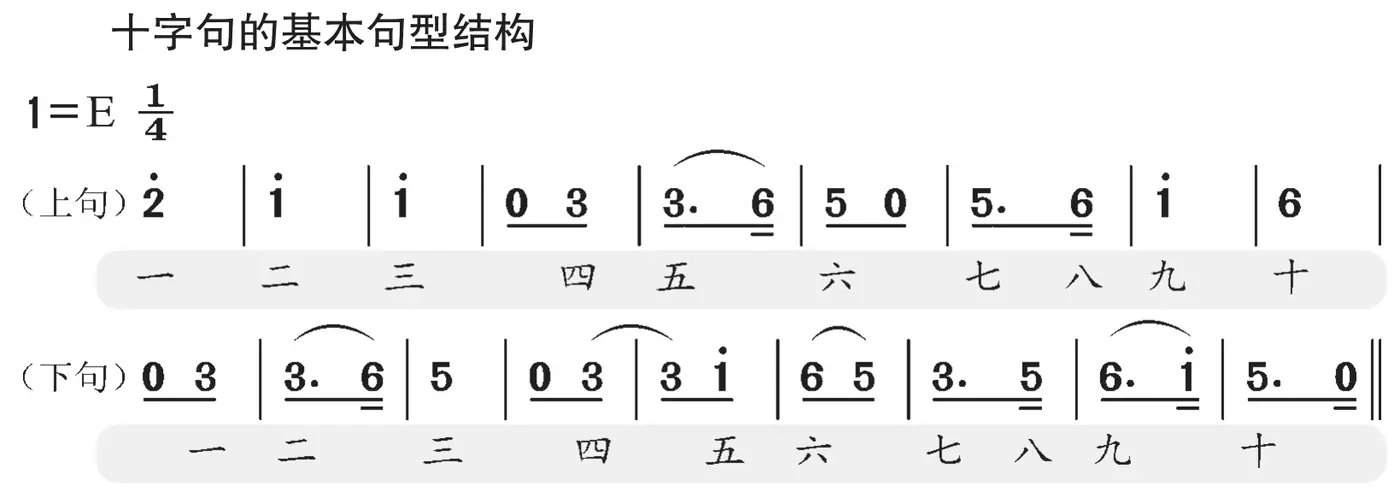 十字句的基本句型结构
1=E 1/4
（上句）2̇ | 1̇ | 1̇ | 0 3 | 3. 6 | 5 0 | 5. 6 | 1̇ | 6 |
一 二 三 四 五 六 七 八 九 十
（下句）0 3 | 3. 6 | 5 | 0 3 | 3 1̇ | 6 5 | 3. 5 | 6. 1̇ | 5. 0 ‖
一 二 三 四 五 六 七 八 九 十